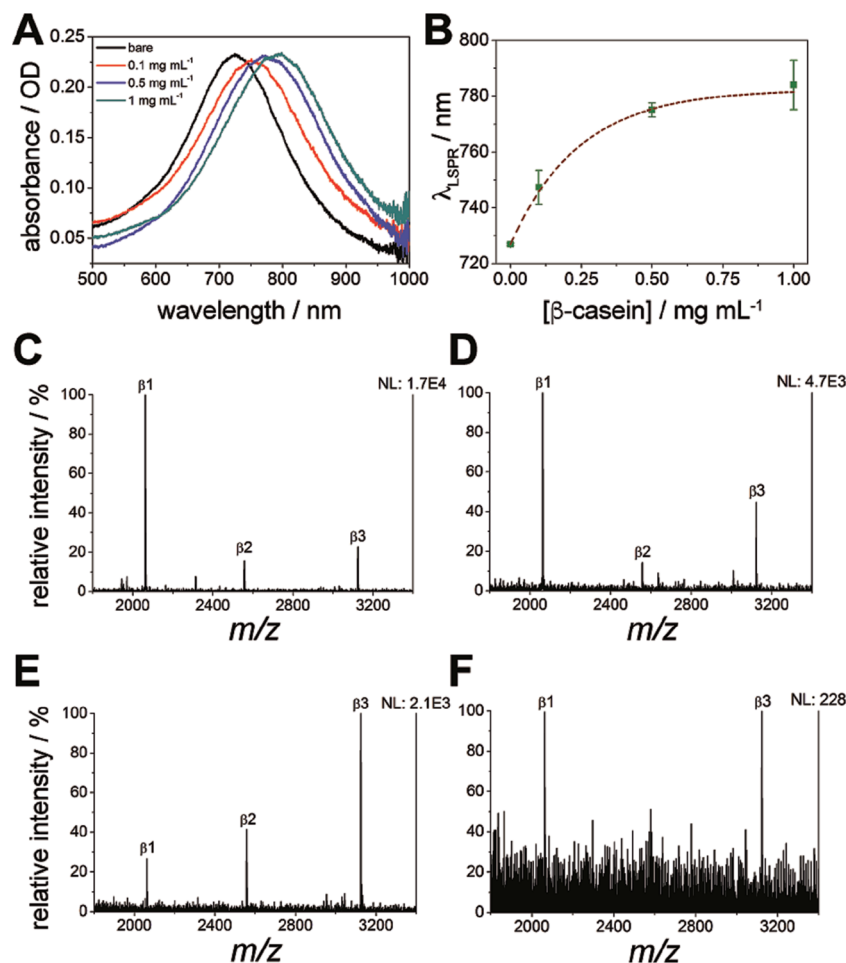 A
absorbance / OD
0.25
0.20
0.15
0.10
0.05
bare
0.1 mg mL⁻¹
0.5 mg mL⁻¹
1 mg mL⁻¹
500 600 700 800 900 1000
wavelength / nm
B
λLSPR / nm
800
780
760
740
720
0.00 0.25 0.50 0.75 1.00
[β-casein] / mg mL⁻¹
C
relative intensity / %
100
80
60
40
20
0
β1
β2
β3
NL: 1.7E4
2000 2400 2800 3200
m/z
D
100
80
60
40
20
0
β1
β2
β3
NL: 4.7E3
2000 2400 2800 3200
m/z
E
relative intensity / %
100
80
60
40
20
0
β1
β2
β3
NL: 2.1E3
2000 2400 2800 3200
m/z
F
100
80
60
40
20
0
β1
β3
NL: 228
2000 2400 2800 3200
m/z